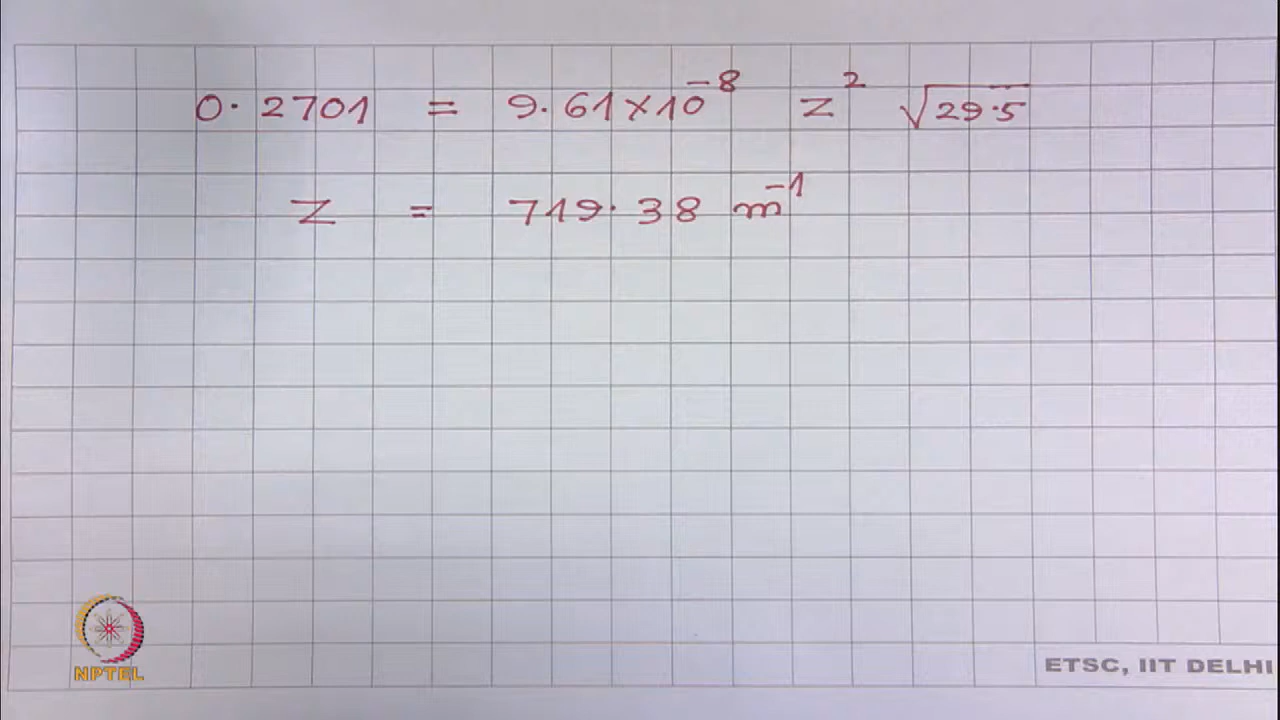 0.2701 = 9.61×10⁻⁸ z² √29.5
z = 719.38 m⁻¹
NPTEL
ETSC, IIT DELHI